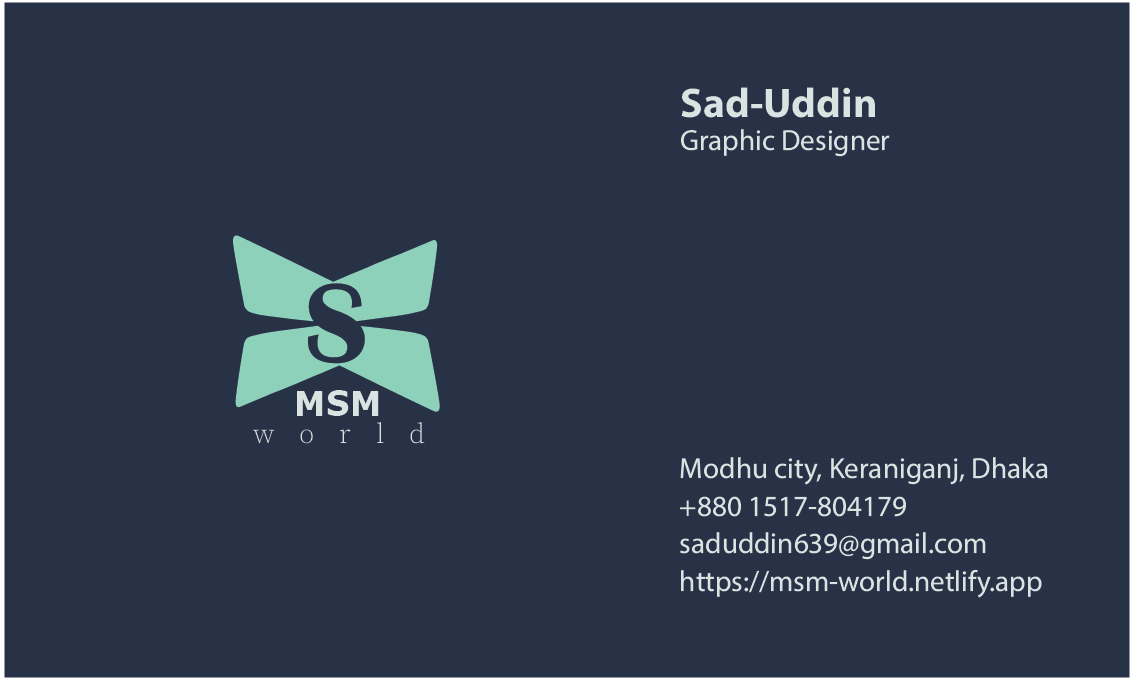 Sad-Uddin
Graphic Designer
S
MSM
world
Modhu city, Keraniganj, Dhaka
+880 1517-804179
saduddin639@gmail.com
https://msm-world.netlify.app